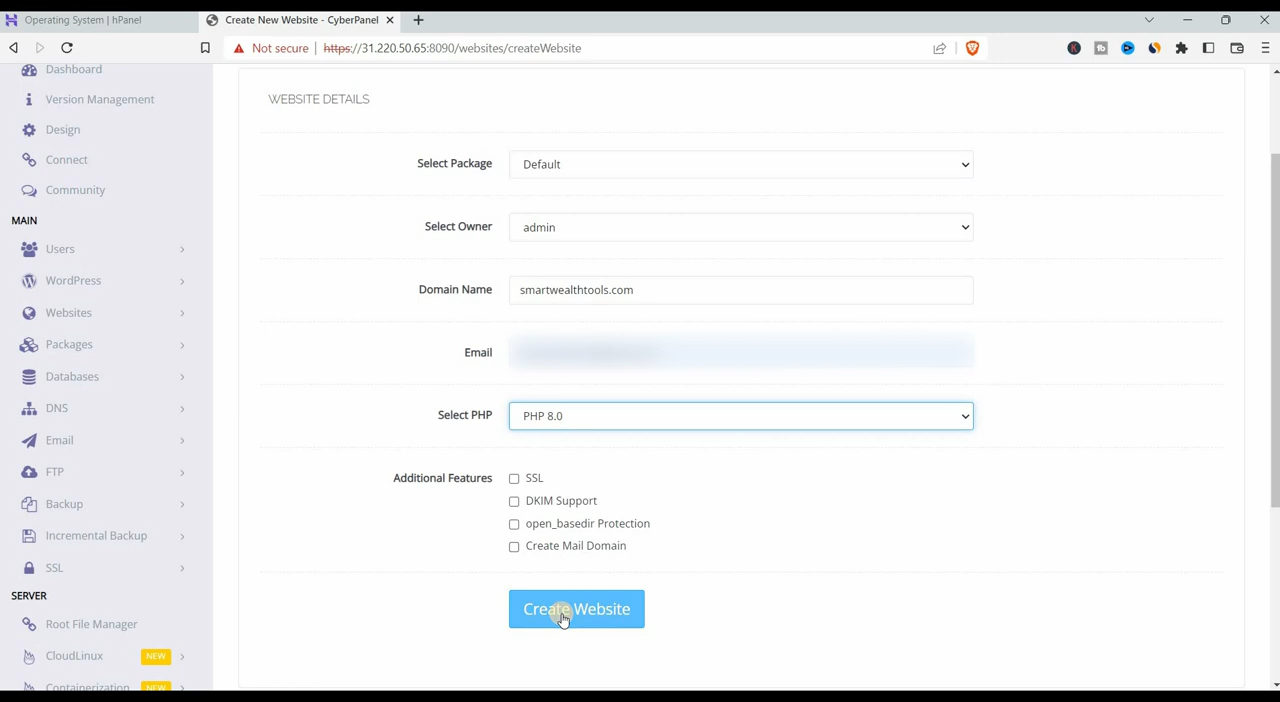 Operating System | hPanel
Create New Website - CyberPanel
Not secure | https://31.220.50.65:8090/websites/createWebsite
Dashboard
Version Management
Design
Connect
Community
MAIN
Users
WordPress
Websites
Packages
Databases
DNS
Email
FTP
Backup
Incremental Backup
SSL
SERVER
Root File Manager
CloudLinux NEW
Containerization NEW
WEBSITE DETAILS
Select Package Default
Select Owner admin
Domain Name smartwealthtools.com
Email
Select PHP PHP 8.0
Additional Features SSL
DKIM Support
open_basedir Protection
Create Mail Domain
Create Website